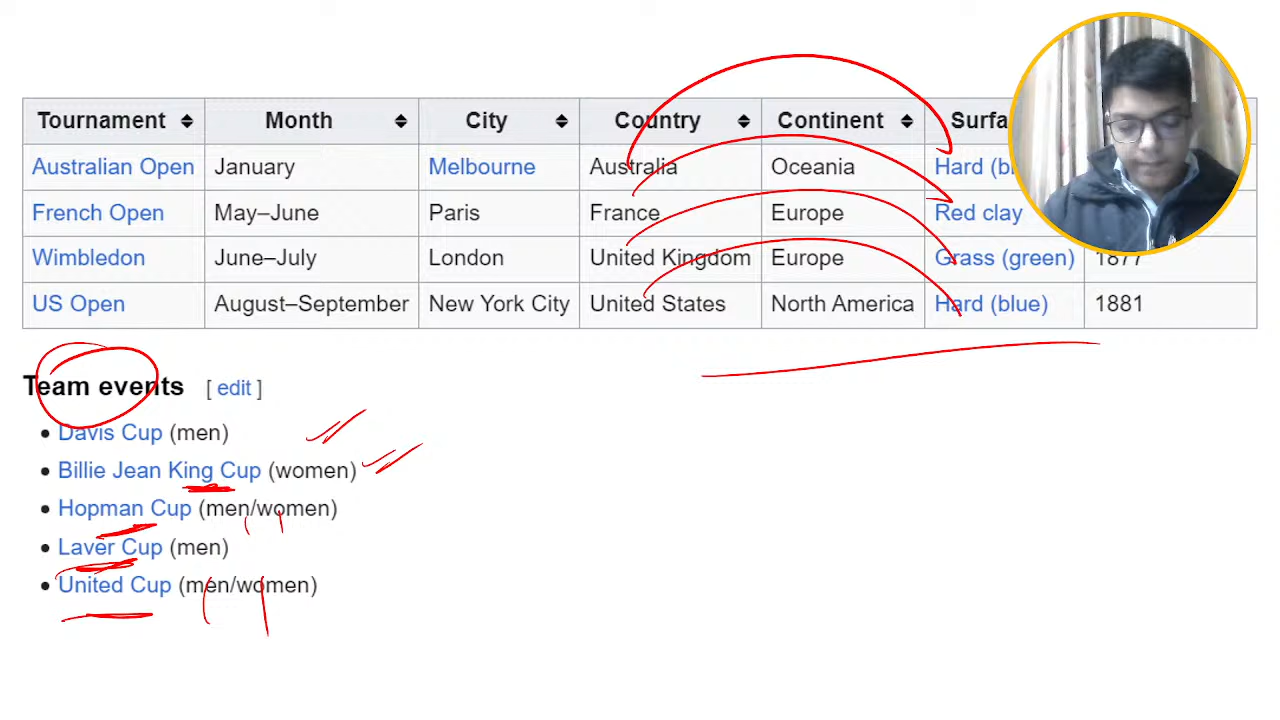 Tournament Month City Country Continent Surfa
Australian Open January Melbourne Australia Oceania Hard (bl
French Open May–June Paris France Europe Red clay
Wimbledon June–July London United Kingdom Europe Grass (green) 1877
US Open August–September New York City United States North America Hard (blue) 1881
Team events [ edit ]
• Davis Cup (men)
• Billie Jean King Cup (women)
• Hopman Cup (men/women)
• Laver Cup (men)
• United Cup (men/women)